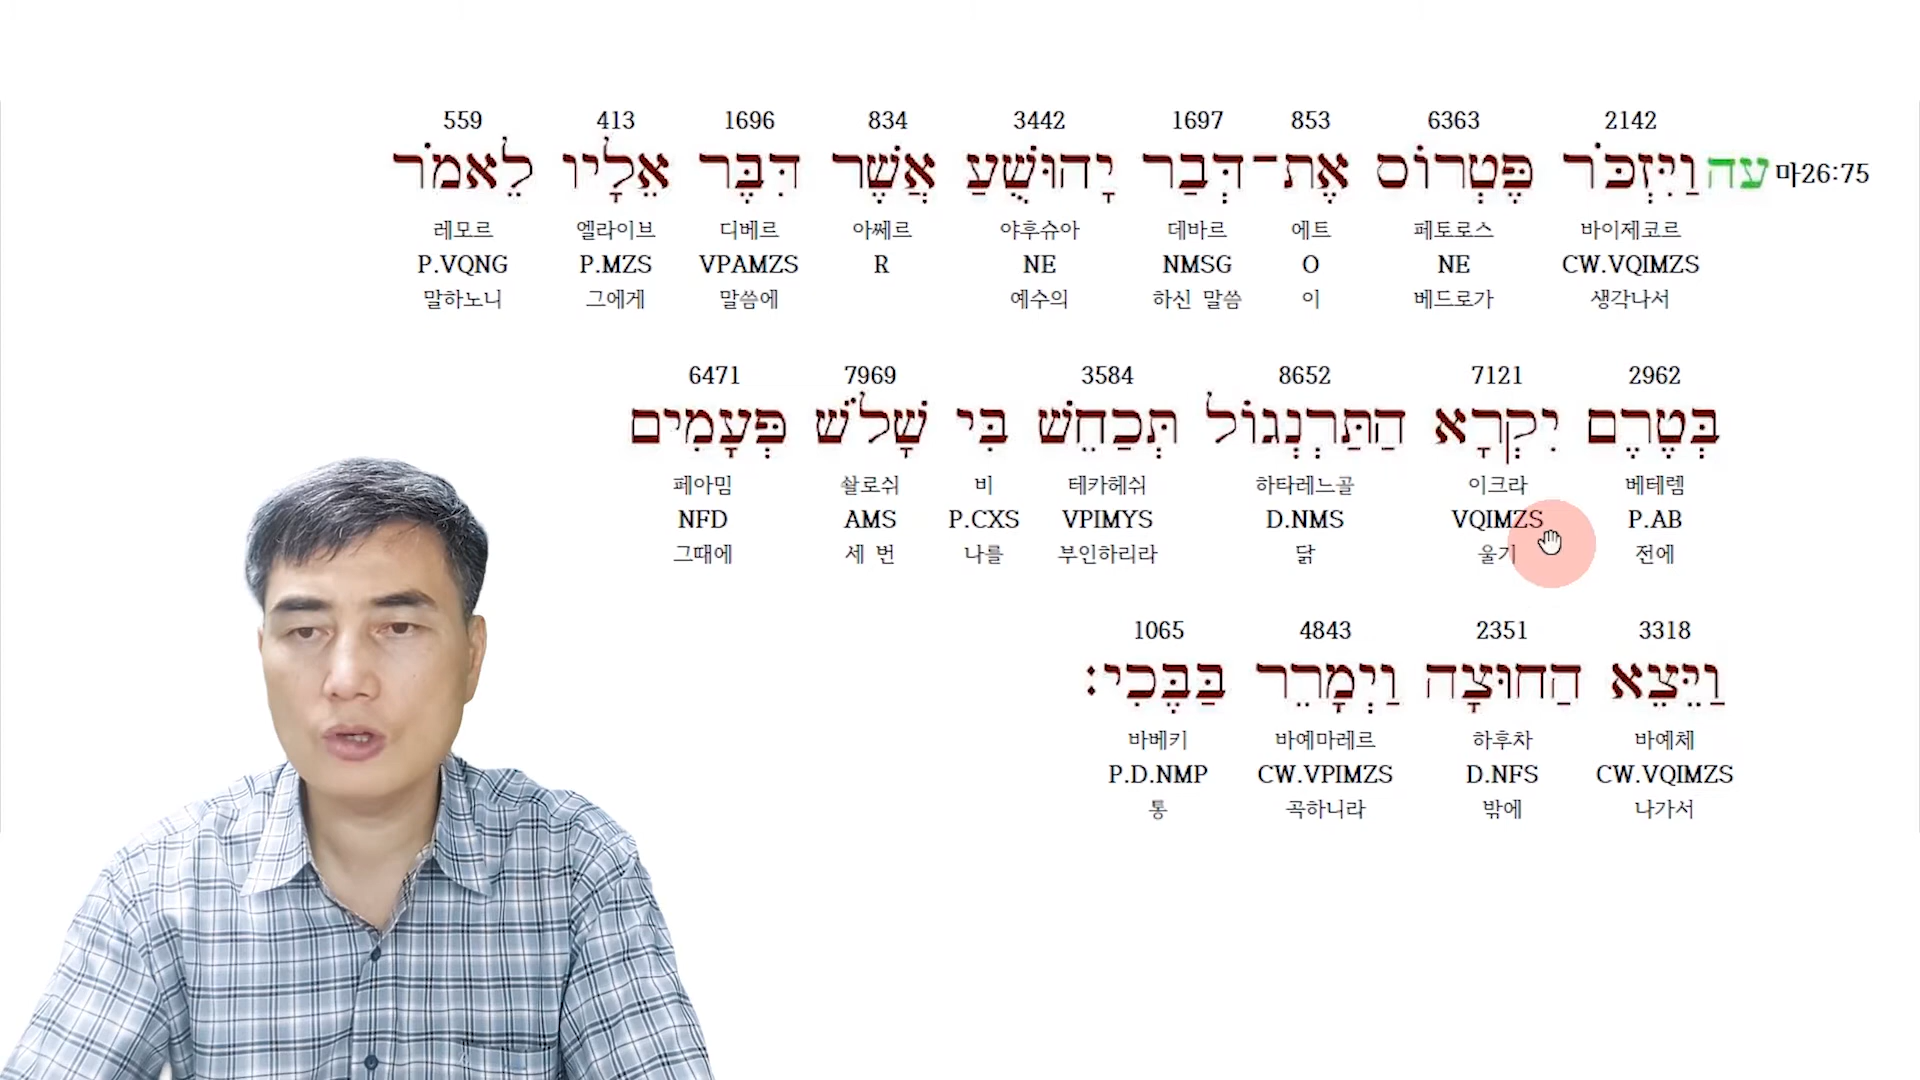 559 413 1696 834 3442 1697 853 6363 2142
עה וַיִּזְכֹּר פֶּטְרוֹס אֶת־דְּבַר יָהוּשֻׁעַ אֲשֶׁר דִּבֶּר אֵלָיו לֵאמֹר
마26:75
레모르 엘라이브 디베르 아쎄르 야후슈아 데바르 에트 페토로스 바이제코르
P.VQNG P.MZS VPAMZS R NE NMSG O NE CW.VQIMZS
말하노니 그에게 말씀에 예수의 하신 말씀 이 베드로가 생각나서
6471 7969 3584 8652 7121 2962
בְּטֶרֶם יִקְרָא הַתַּרְנְגוֹל תְּכַחֵשׁ בִּי שָׁלֹשׁ פְּעָמִים
페아밈 솰로쉬 비 테카헤쉬 하타레느골 이크라 베테렘
NFD AMS P.CXS VPIMYS D.NMS VQIMZS P.AB
그때에 세 번 나를 부인하리라 닭 울기 전에
1065 4843 2351 3318
וַיֵּצֵא הַחוּצָה וַיְמָרֵר בַּבֶּכִי׃
바베키 바예마레르 하후차 바예체
P.D.NMP CW.VPIMZS D.NFS CW.VQIMZS
통 곡하니라 밖에 나가서